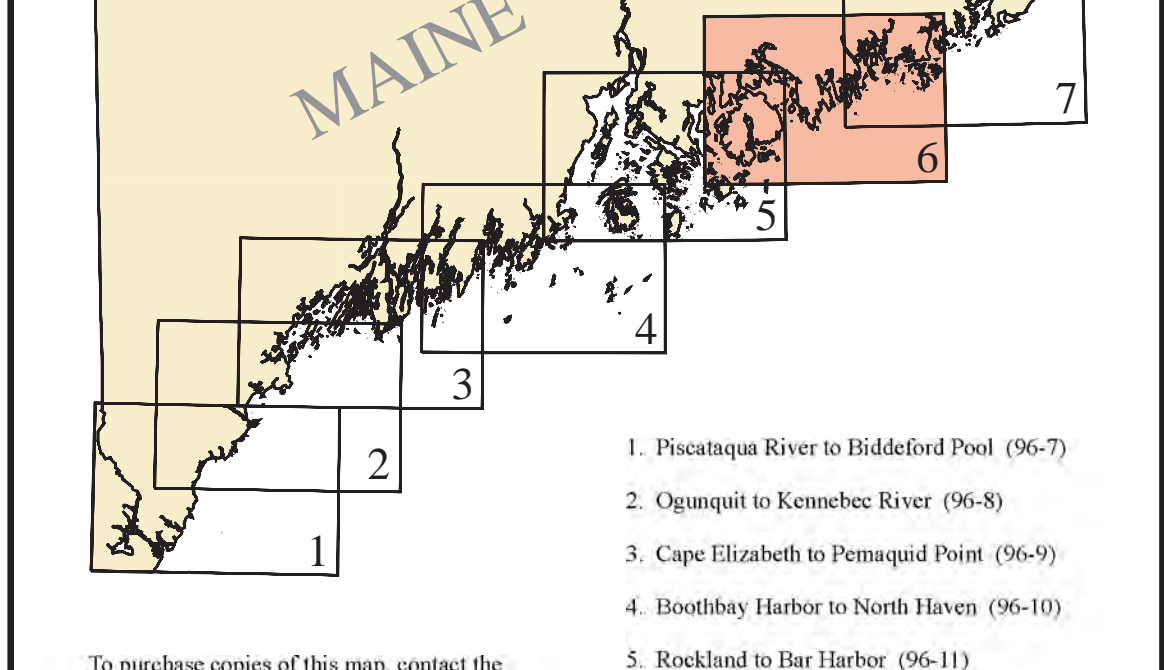 MAINE
7
6
5
4
3
2
1
1. Piscataqua River to Biddeford Pool (96-7)
2. Ogunquit to Kennebec River (96-8)
3. Cape Elizabeth to Pemaquid Point (96-9)
4. Boothbay Harbor to North Haven (96-10)
5. Rockland to Bar Harbor (96-11)
To purchase copies of this map, contact the